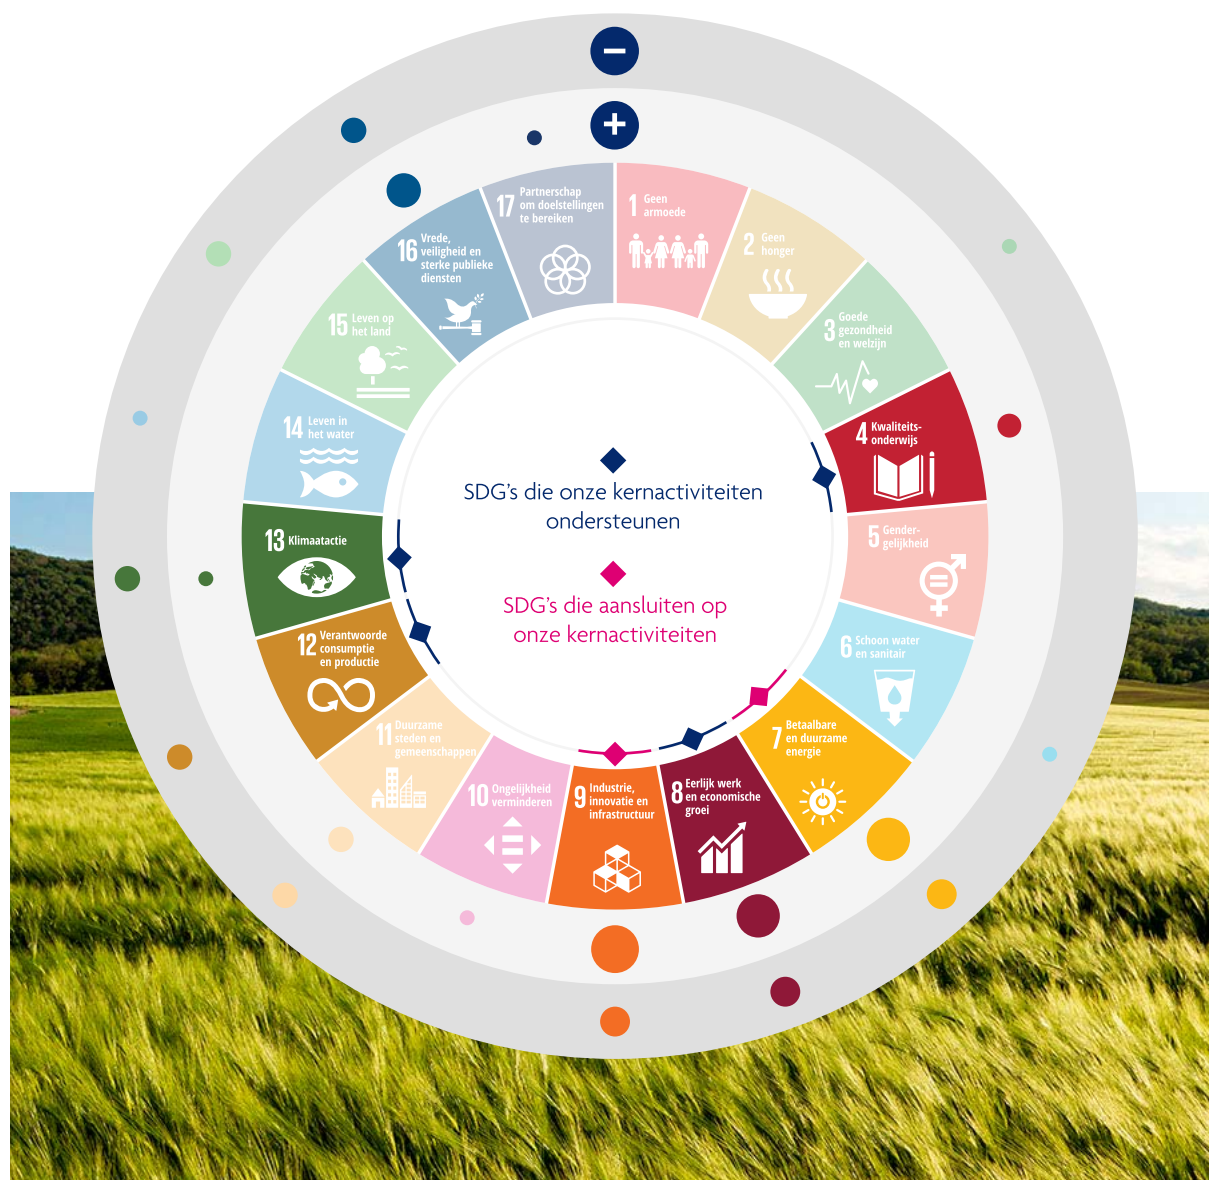 −
+
1 Geen
armoede
2 Geen
honger
3 Goede
gezondheid
en welzijn
4 Kwaliteits-
onderwijs
5 Gender-
gelijkheid
6 Schoon water
en sanitair
7 Betaalbare
en duurzame
energie
8 Eerlijk werk
en economische
groei
9 Industrie,
innovatie en
infrastructuur
10 Ongelijkheid
verminderen
11 Duurzame
steden en
gemeenschappen
12 Verantwoorde
consumptie
en productie
13 Klimaatactie
14 Leven in
het water
15 Leven op
het land
16 Vrede,
veiligheid en
sterke publieke
diensten
17 Partnerschap
om doelstellingen
te bereiken
SDG's die onze kernactiviteiten
ondersteunen
SDG's die aansluiten op
onze kernactiviteiten